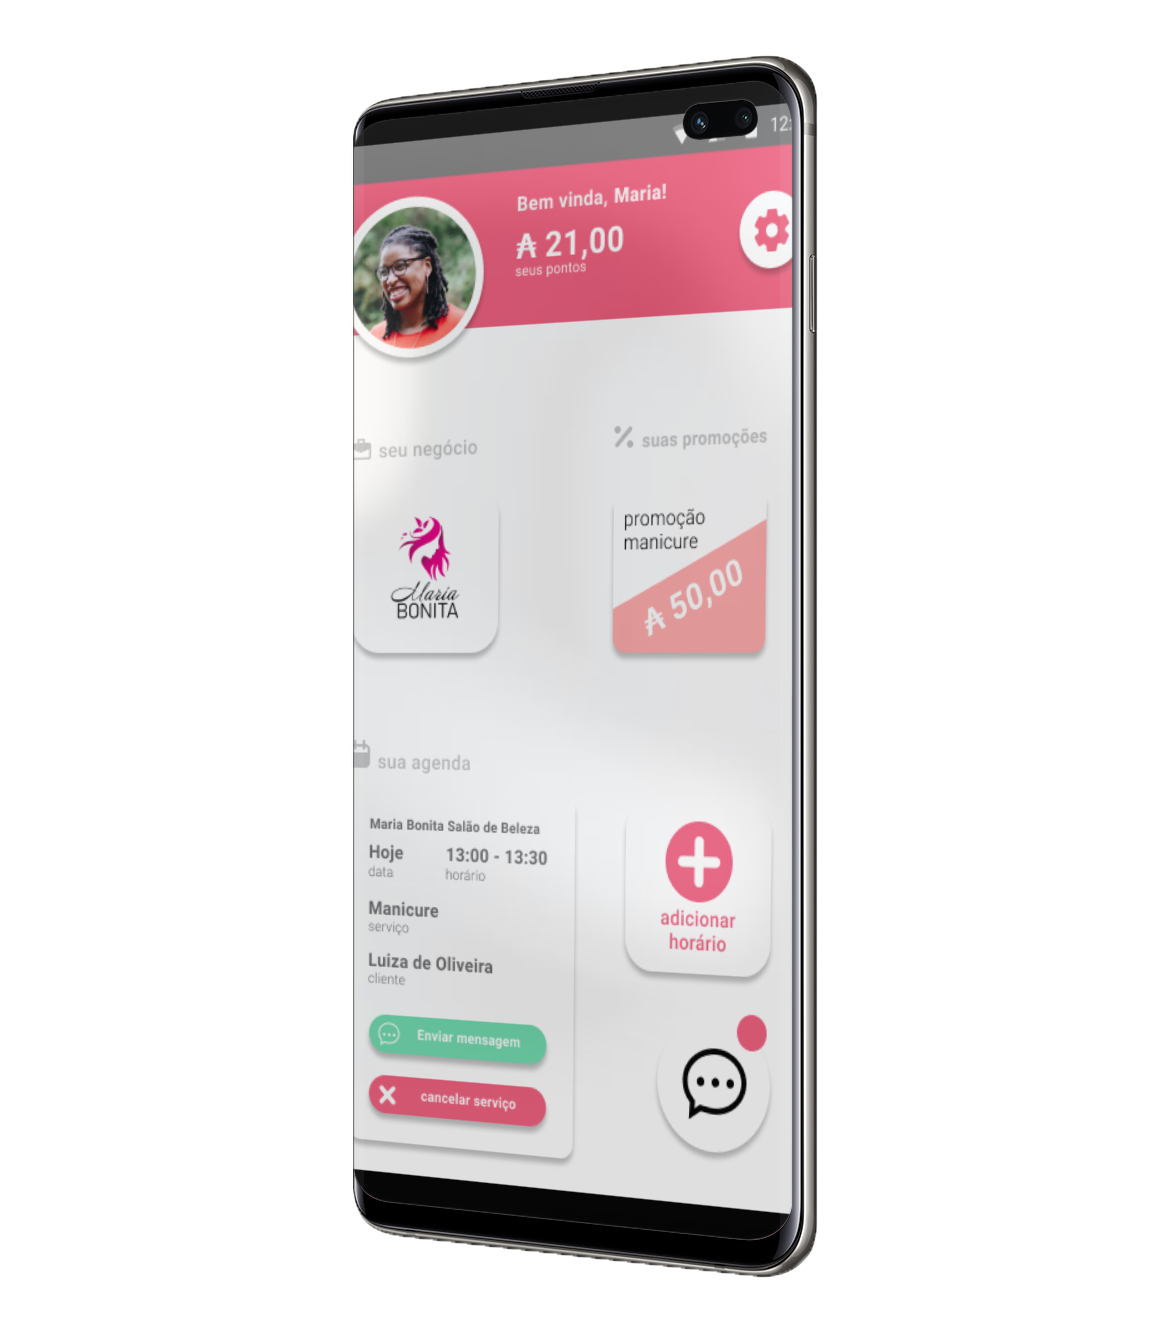 12:
Bem vinda, Maria!
₳ 21,00
seus pontos
seu negócio
suas promoções
Maria
BONITA
promoção
manicure
₳ 50,00
sua agenda
Maria Bonita Salão de Beleza
Hoje 13:00 - 13:30
data horário
Manicure
serviço
Luiza de Oliveira
cliente
Enviar mensagem
cancelar serviço
adicionar
horário